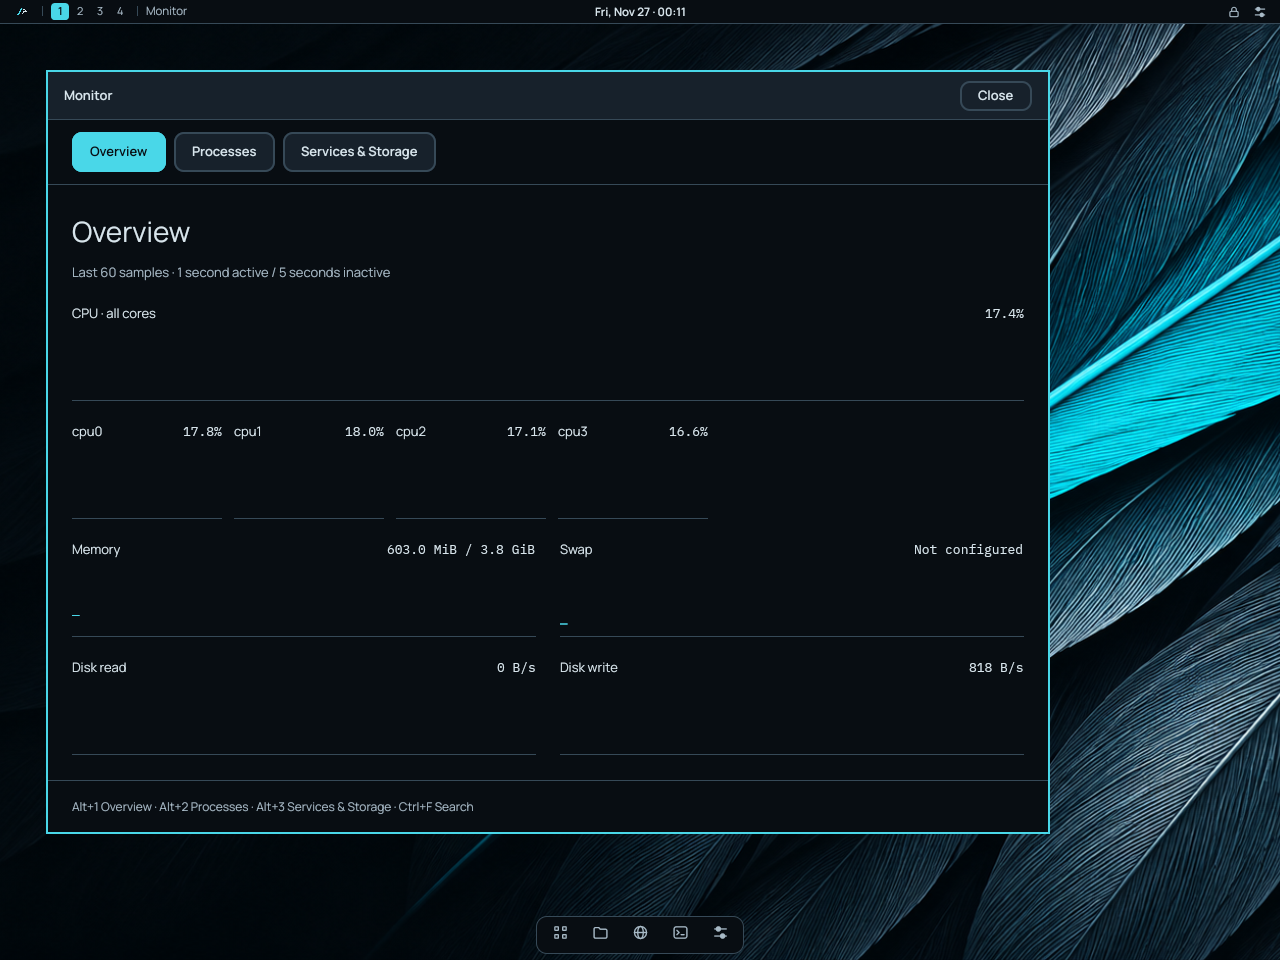 1 2 3 4 Monitor Fri, Nov 27 · 00:11
Monitor Close
Overview Processes Services & Storage
Overview
Last 60 samples · 1 second active / 5 seconds inactive
CPU · all cores 17.4%
cpu0 17.8% cpu1 18.0% cpu2 17.1% cpu3 16.6%
Memory 603.0 MiB / 3.8 GiB Swap Not configured
Disk read 0 B/s Disk write 818 B/s
Alt+1 Overview · Alt+2 Processes · Alt+3 Services & Storage · Ctrl+F Search